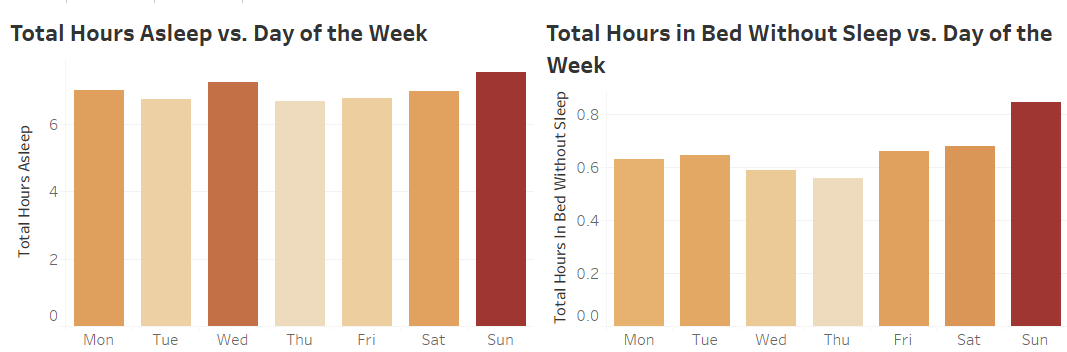 Total Hours Asleep vs. Day of the Week
Total Hours Asleep
6
4
2
0
Mon Tue Wed Thu Fri Sat Sun
Total Hours in Bed Without Sleep vs. Day of the
Week
Total Hours In Bed Without Sleep
0.8
0.6
0.4
0.2
0.0
Mon Tue Wed Thu Fri Sat Sun